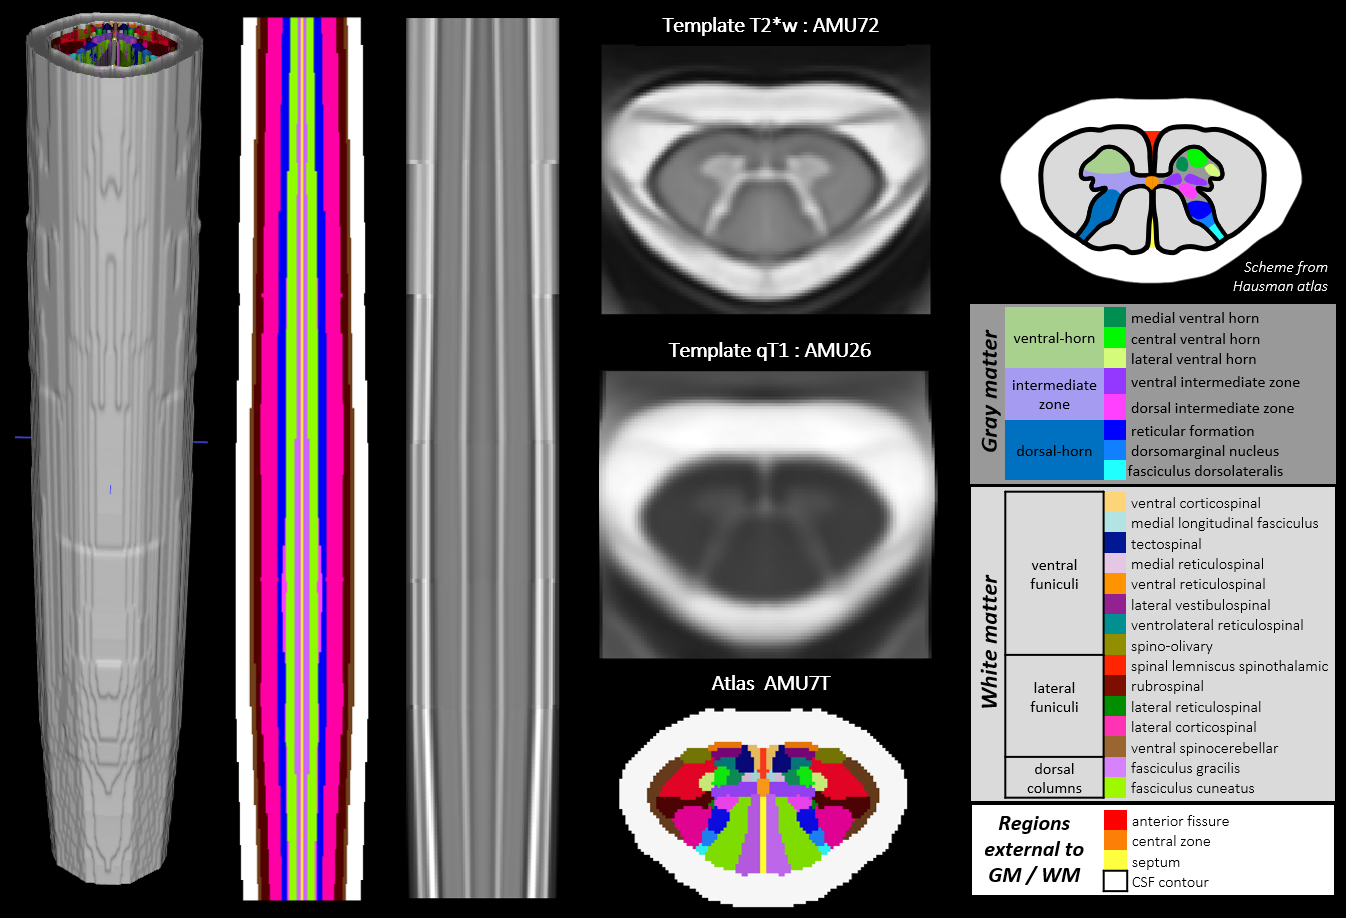 Template T2*w : AMU72
Template qT1 : AMU26
Atlas AMU7T
Scheme from
Hausman atlas
Gray matter
ventral-horn
medial ventral horn
central ventral horn
lateral ventral horn
intermediate
zone
ventral intermediate zone
dorsal intermediate zone
dorsal-horn
reticular formation
dorsomarginal nucleus
fasciculus dorsolateralis
White matter
ventral
funiculi
ventral corticospinal
medial longitudinal fasciculus
tectospinal
medial reticulospinal
ventral reticulospinal
lateral vestibulospinal
ventrolateral reticulospinal
spino-olivary
lateral
funiculi
spinal lemniscus spinothalamic
rubrospinal
lateral reticulospinal
lateral corticospinal
ventral spinocerebellar
dorsal
columns
fasciculus gracilis
fasciculus cuneatus
Regions
external to
GM / WM
anterior fissure
central zone
septum
CSF contour